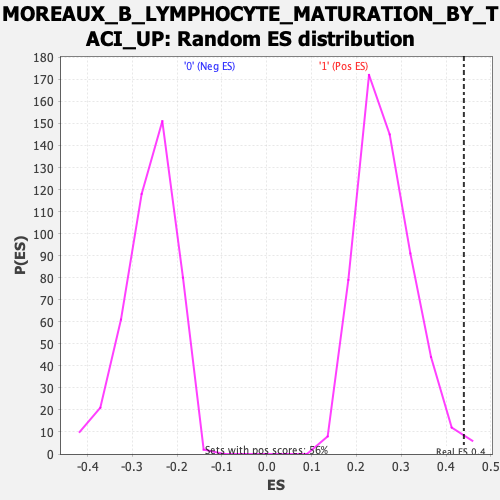 MOREAUX_B_LYMPHOCYTE_MATURATION_BY_T
ACI_UP: Random ES distribution
'0' (Neg ES) '1' (Pos ES)
180
170
160
150
140
130
120
110
100
90
80
70
60
50
40
30
20
10
0
P(ES)
Sets with pos scores: 56%
Real ES 0.4
-0.4 -0.3 -0.2 -0.1 0.0 0.1 0.2 0.3 0.4 0.5
ES